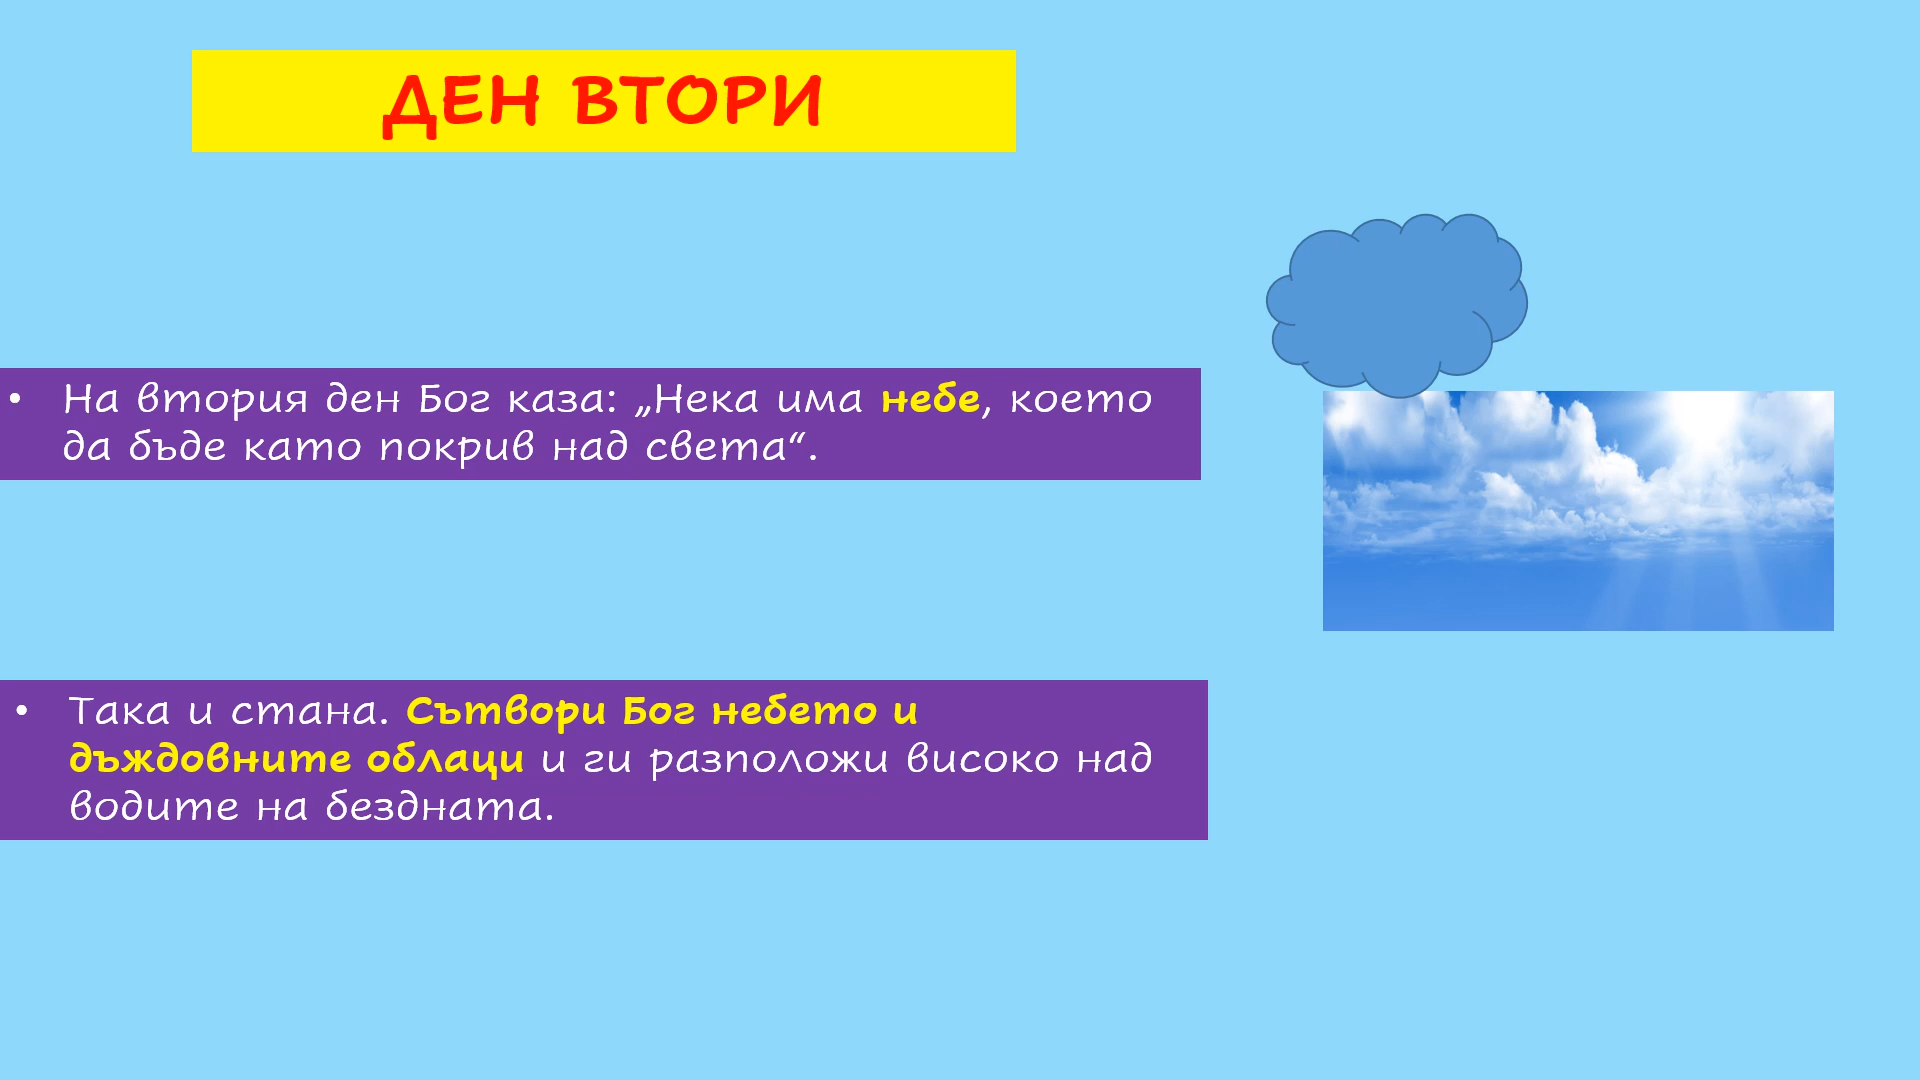 ДЕН ВТОРИ
• На втория ден Бог каза: „Нека има небе, което
да бъде като покрив над света“.
• Така и стана. Сътвори Бог небето и
дъждовните облаци и ги разположи високо над
водите на бездната.